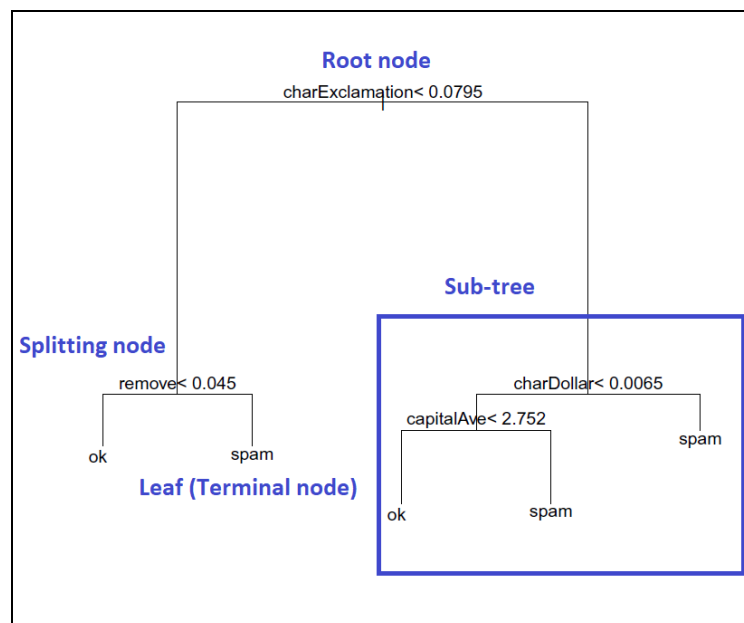 Root node
charExclamation< 0.0795
Sub-tree
Splitting node
remove< 0.045
charDollar< 0.0065
capitalAve< 2.752
spam
ok
spam
Leaf (Terminal node)
ok
spam